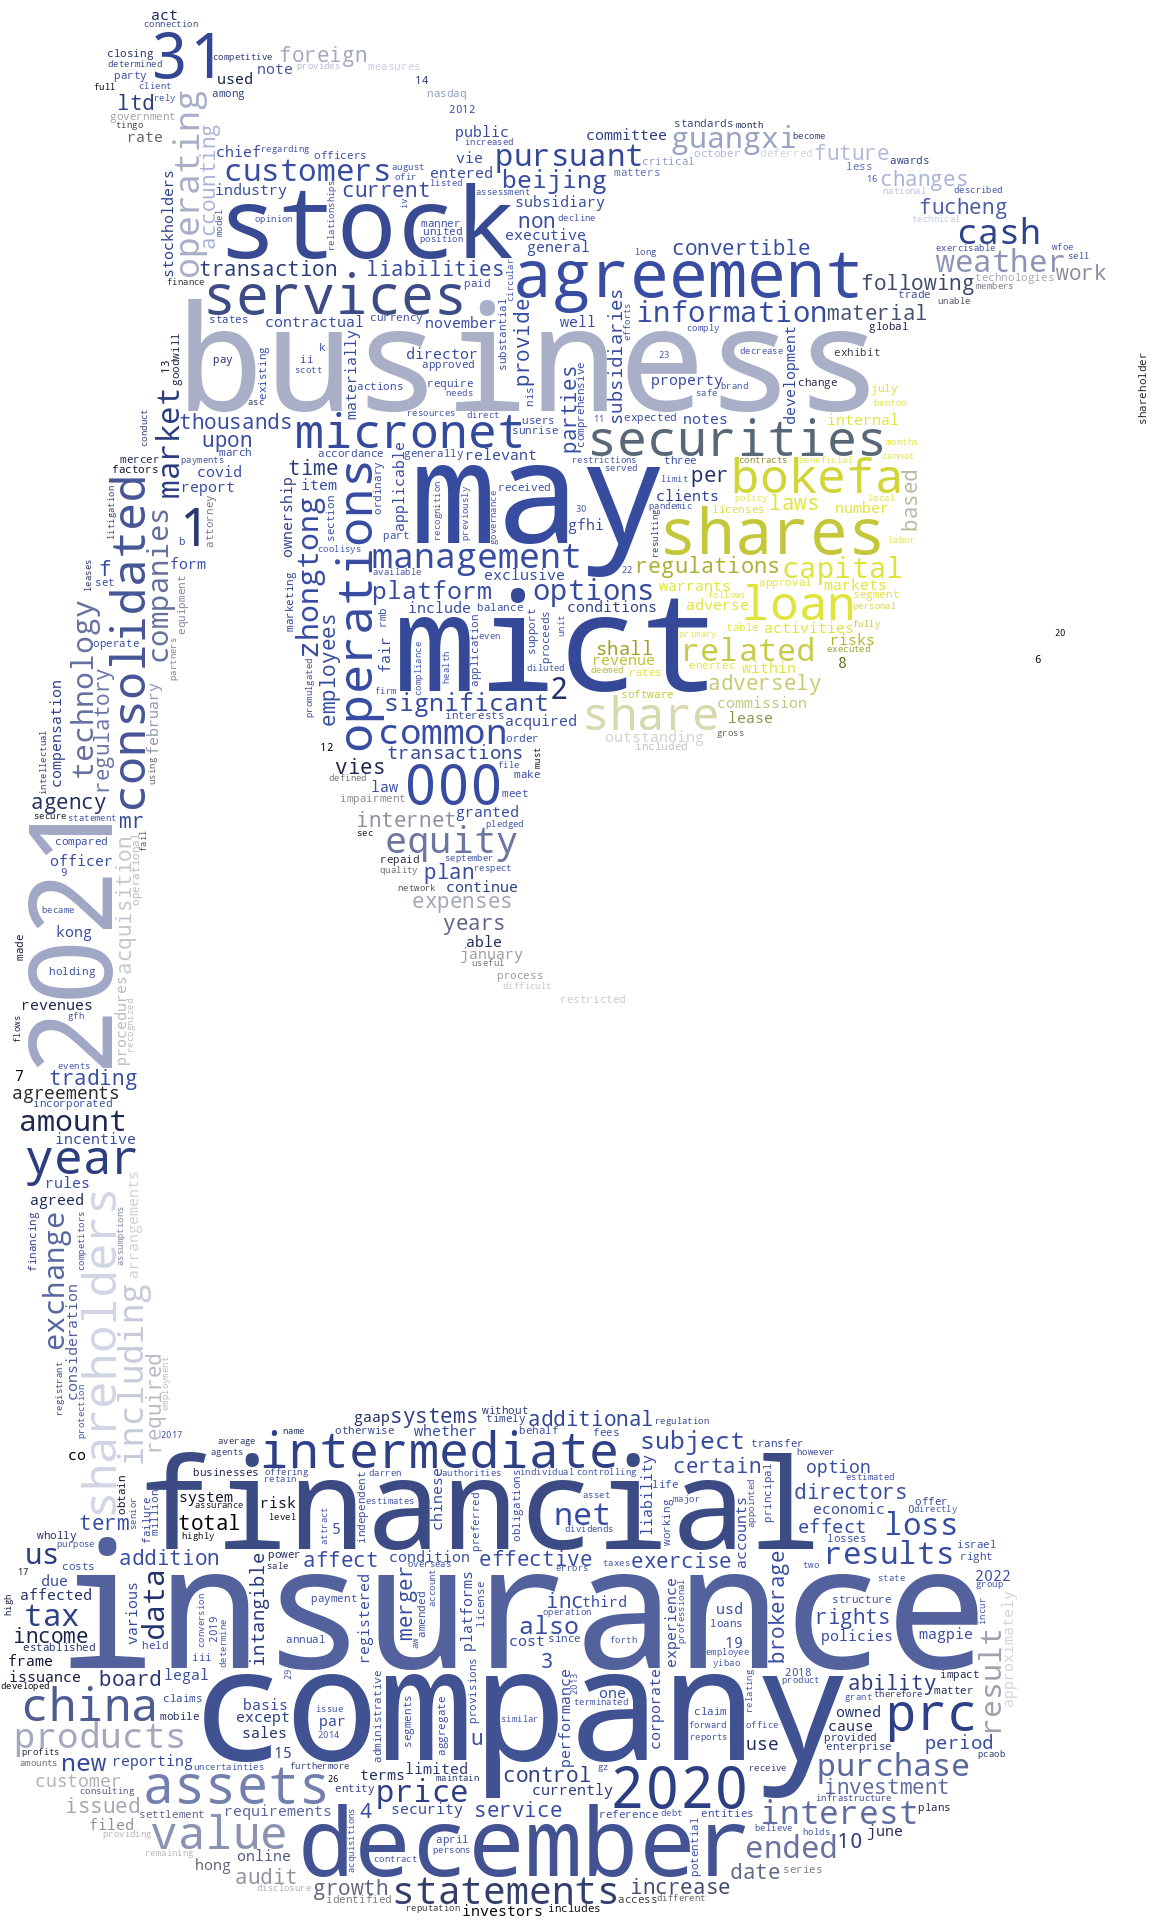 act
connection
31
closing
determined
party
competitive
foreign
full
client
used
note
provides
measures
ltd
rely
among
14
nasdaq
government
tingo
rate
2012
operating
accounting
public
increased
committee
standards
month
guangxi
become
chief
regarding
officers
vie
pursuant
critical
october
deferred
future
awards
customers
august
ofir
entered
beijing
matters
less
industry
current
listed
assessment
subsidiary
16
changes
described
national
stockholders
model
opinion
relationships
iv
stock
manner
united
position
non
decline
executive
general
fucheng
technical
cash
long
convertible
exercisable
wfoe
weather
sell
transaction
liabilities
circular
agreement
following
technologies
work
finance
services
paid
members
trade
unable
information
material
global
states
contractual
currency
november
substantial
provide
well
subsidiaries
efforts
comply
development
business
pay
existing
k
ii
scott
materially
director
approved
parties
comprehensive
23
decrease
exhibit
shareholder
13
goodwill
actions
require
needs
nis
property
brand
safe
change
july
market
asc
resources
direct
users
sunrise
11
expected
notes
internal
benton
conduct
thousands
upon
micronet
securities
months
mercer
factors
payments
march
covid
accordance
generally
relevant
restrictions
served
three
contracts
beneficial
cannot
report
time
item
limit
per
bokefa
consolidated
litigation
1
attorney
ownership
section
ordinary
applicable
may
received
clients
pandemic
policy
laws
local
licenses
number
based
recognition
previously
governance
30
gfhi
resulting
shares
labor
b
form
f
set
leases
companies
equipment
coolisys
part
operations
zhongtong
management
available
exclusive
22
regulations
capital
marketing
platform
options
warrants
approval
markets
segment
technology
operate
partners
employees
fair
rmb
include
balance
conditions
adverse
follows
loan
personal
regulatory
promulgated
compliance
health
application
even
support
proceeds
unit
table
activities
fully
mict
shall
primary
related
risks
executed
20
february
using
firm
diluted
2
revenue
deemed
rates
enertec
within
8
6
intellectual
compensation
significant
software
adversely
interests
acquired
share
commission
common
order
outstanding
included
lease
gross
12
transactions
must
vies
defined
file
make
law
000
meet
impairment
agency
secure
statement
mr
fail
internet
granted
pledged
sec
equity
compared
officer
9
operational
repaid
quality
september
respect
plan
network
continue
expenses
became
kong
acquisition
years
able
made
holding
2021
january
useful
process
difficult
restricted
revenues
gfh
flows
procedures
recognized
events
7
trading
agreements
incorporated
amount
incentive
year
rules
agreed
arrangements
financing
exchange
competitors
shareholders
assumptions
including
consideration
registrant
protection
required
employment
co
2017
gaap
systems
without
timely
additional
regulation
name
otherwise
whether
behalf
fees
average
agents
intermediate
subject
transfer
however
businesses
offering
retain
darren
authorities
individual
controlling
certain
option
estimated
obtain
senior
financial
system
assurance
risk
level
estimates
independent
chinese
preferred
obligations
asset
net
dividends
liability
life
major
working
accounts
appointed
principal
directors
economic
offer
directly
term
failure
million
total
highly
attract
5
effect
loss
wholly
purpose
losses
us
costs
addition
power
sale
affect
condition
overseas
effective
errors
taxes
exercise
two
results
israel
right
17
due
data
intangible
brokerage
state
2022
group
affected
various
insurance
payment
registered
merger
amended
account
platforms
license
inc
third
operation
experience
professional
usd
loans
structure
rights
incur
high
tax
conversion
2019
determine
annual
aw
also
cost
since
forth
19
employee
yibao
policies
magpie
income
established
held
iii
frame
issuance
board
legal
29
3
2018
product
ability
impact
result
approximately
developed
china
claims
mobile
company
basis
except
sales
issue
par
2014
administrative
segments
aggregate
provisions
similar
u
performance
2013
one
terminated
corporate
claim
forward
reports
relating
office
use
grant
therefore
matter
owned
cause
provided
enterprise
prc
period
pcaob
products
profits
amounts
new
reporting
uncertainties
15
furthermore
26
terms
limited
maintain
control
gz
currently
receive
purchase
customer
consulting
assets
entity
price
2020
infrastructure
investment
issued
settlement
requirements
4
security
service
reference
debt
entities
interest
plans
filed
providing
value
december
april
persons
believe
holds
10
june
remaining
hong
online
acquisitions
contract
potential
ended
audit
date
series
disclosure
growth
identified
statements
increase
access
different
reputation
investors
includes